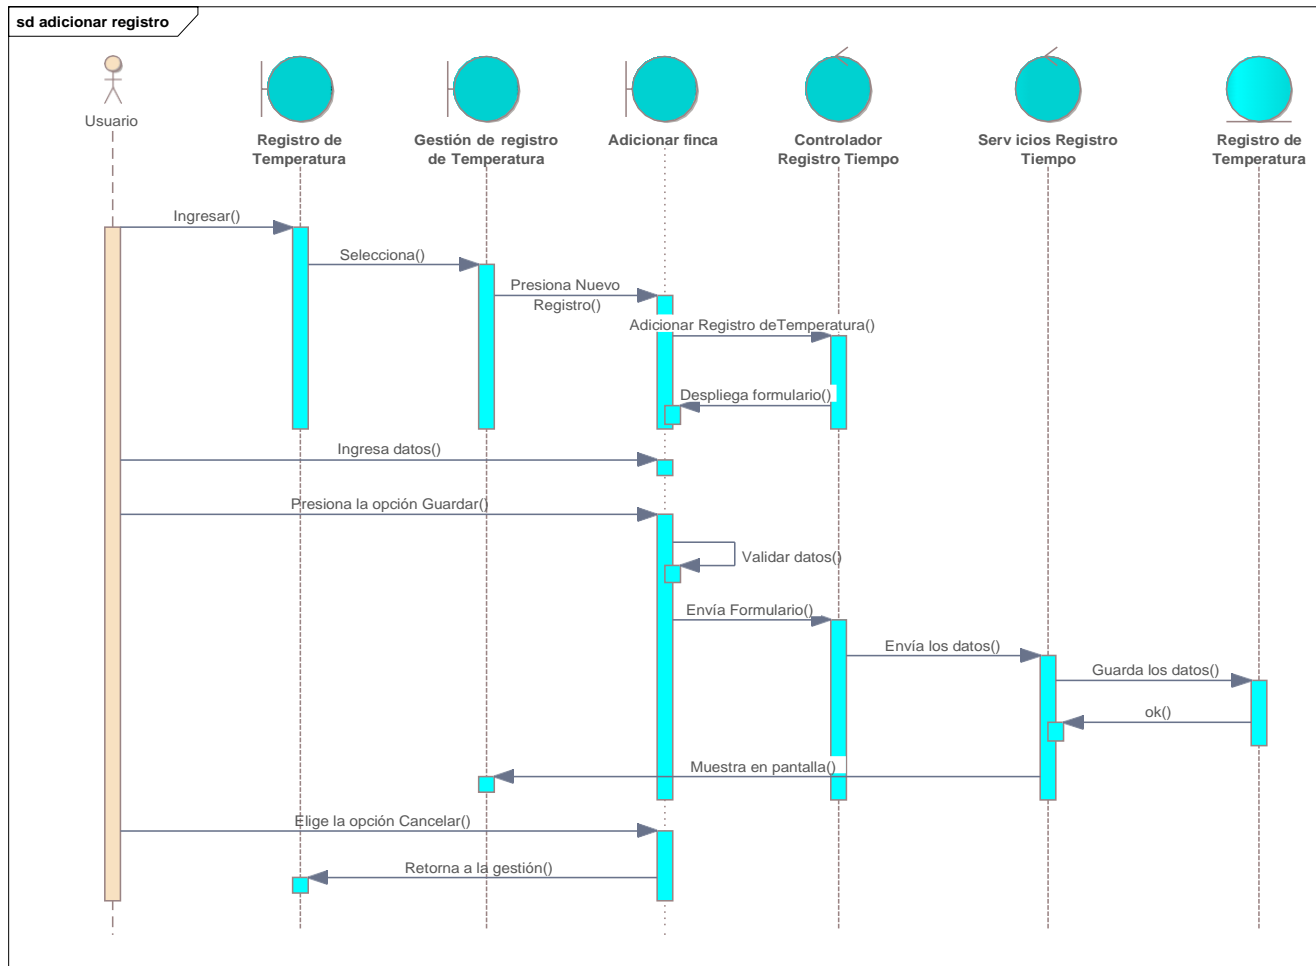 sd adicionar registro
Usuario
Registro de
Temperatura
Gestión de registro
de Temperatura
Adicionar finca
Controlador
Registro Tiempo
Serv icios Registro
Tiempo
Registro de
Temperatura
Ingresar()
Selecciona()
Presiona Nuevo
Registro()
Adicionar Registro deTemperatura()
Despliega formulario()
Ingresa datos()
Presiona la opción Guardar()
Validar datos()
Envía Formulario()
Envía los datos()
Guarda los datos()
ok()
Muestra en pantalla()
Elige la opción Cancelar()
Retorna a la gestión()